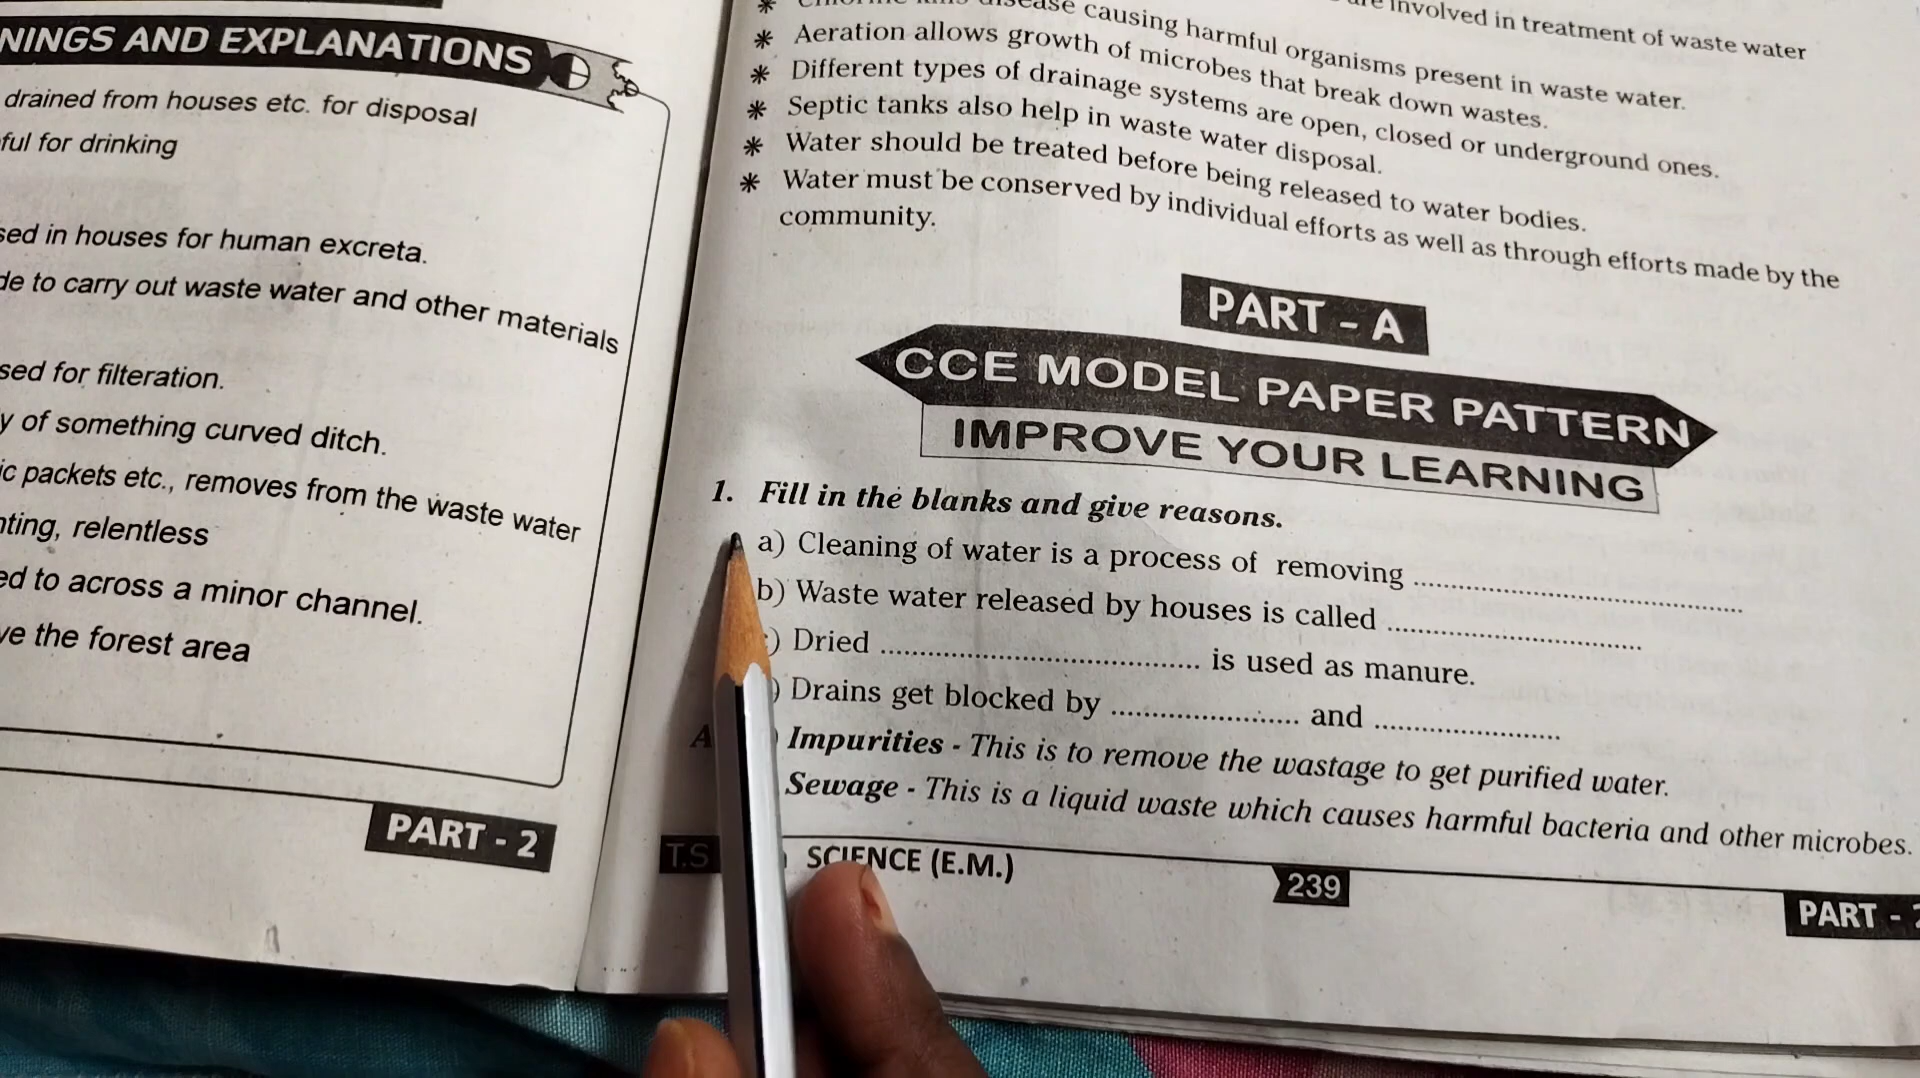 NINGS AND EXPLANATIONS
drained from houses etc. for disposal
ful for drinking
sed in houses for human excreta.
de to carry out waste water and other materials
sed for filteration.
y of something curved ditch.
ic packets etc., removes from the waste water
nting, relentless
ed to across a minor channel.
ve the forest area
PART - 2
are involved in treatment of waste water
* Chlorine kills disease causing harmful organisms present in waste water.
* Aeration allows growth of microbes that break down wastes.
* Different types of drainage systems are open, closed or underground ones.
* Septic tanks also help in waste water disposal.
* Water should be treated before being released to water bodies.
* Water must be conserved by individual efforts as well as through efforts made by the
community.
PART - A
CCE MODEL PAPER PATTERN
IMPROVE YOUR LEARNING
1. Fill in the blanks and give reasons.
a) Cleaning of water is a process of removing ........................................
b) Waste water released by houses is called ...............................
) Dried ....................................... is used as manure.
) Drains get blocked by ....................... and .......................
A ) Impurities - This is to remove the wastage to get purified water.
Sewage - This is a liquid waste which causes harmful bacteria and other microbes.
T.S SCIENCE (E.M.) 239 PART - 2